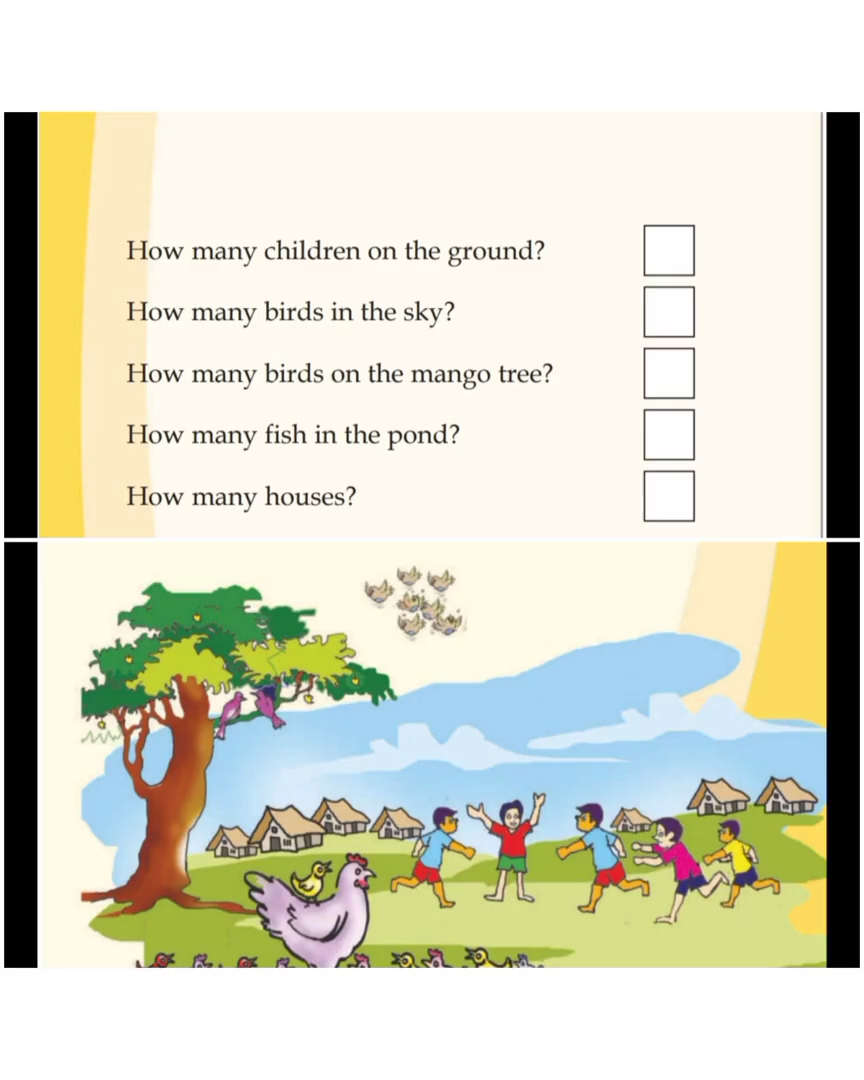 How many children on the ground?
How many birds in the sky?
How many birds on the mango tree?
How many fish in the pond?
How many houses?